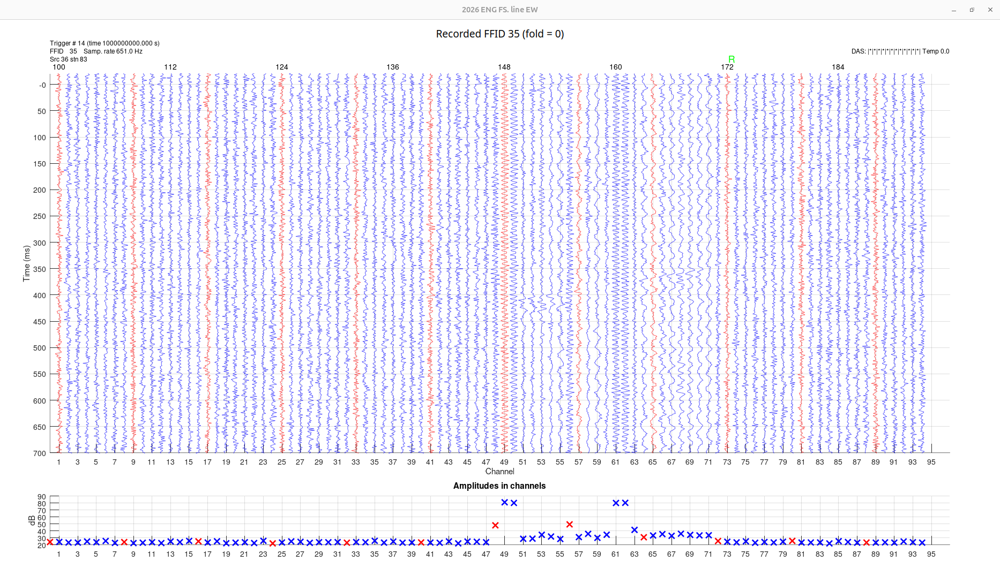 2026 ENG FS. line EW
Recorded FFID 35 (fold = 0)
Trigger # 14 (time 1000000000.000 s)
FFID 35 Samp. rate 651.0 Hz
DAS: |*|*|*|*|*|*|*|*|*|*|*|*| Temp 0.0
Src 36 stn 83
R
100 112 124 136 148 160 172 184
-0
50
100
150
200
250
300
350
400
450
500
550
600
650
700
Time (ms)
1 3 5 7 9 11 13 15 17 19 21 23 25 27 29 31 33 35 37 39 41 43 45 47 49 51 53 55 57 59 61 63 65 67 69 71 73 75 77 79 81 83 85 87 89 91 93 95
Channel
Amplitudes in channels
90
80
70
60
50
40
30
20
dB
1 3 5 7 9 11 13 15 17 19 21 23 25 27 29 31 33 35 37 39 41 43 45 47 49 51 53 55 57 59 61 63 65 67 69 71 73 75 77 79 81 83 85 87 89 91 93 95